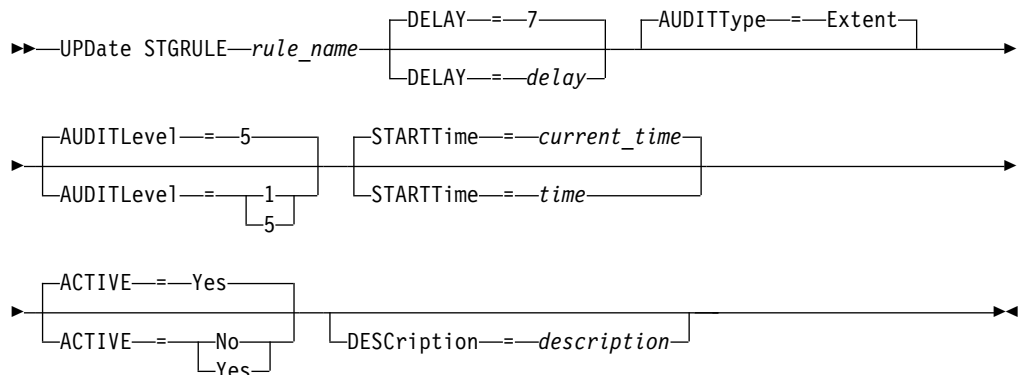 DELAY = 7 AUDITType = Extent
UPDate STGRULE rule_name
DELAY = delay
AUDITLevel = 5 STARTTime = current_time
AUDITLevel = 1 STARTTime = time
5
ACTIVE = Yes
ACTIVE = No DESCription = description
Yes